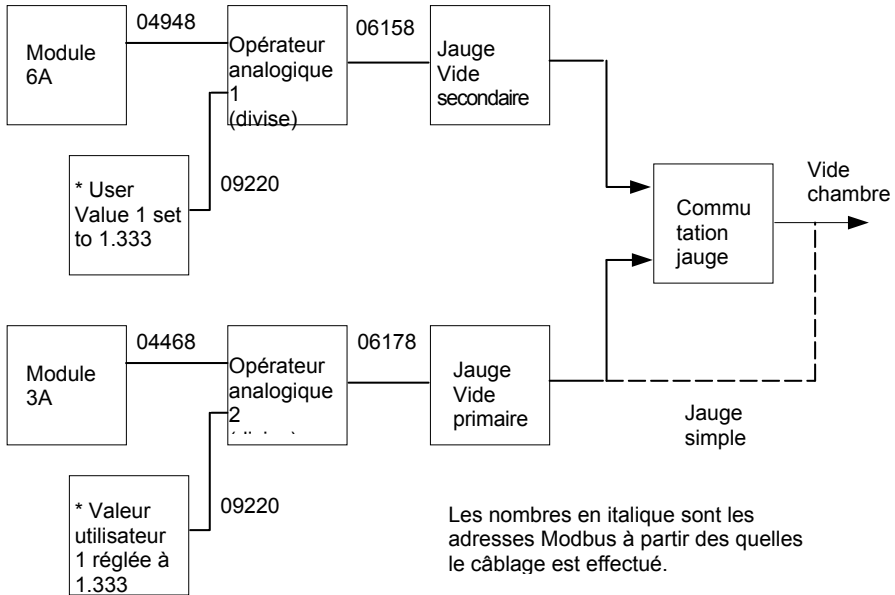 04948
06158
Module
6A
Opérateur
analogique
1
(divise)
Jauge
Vide
secondaire
* User
Value 1 set
to 1.333
09220
Commu
tation
jauge
Vide
chambre
04468
06178
Module
3A
Opérateur
analogique
2
Jauge
Vide
primaire
Jauge
simple
* Valeur
utilisateur
1 réglée à
1.333
09220
Les nombres en italique sont les
adresses Modbus à partir des quelles
le câblage est effectué.